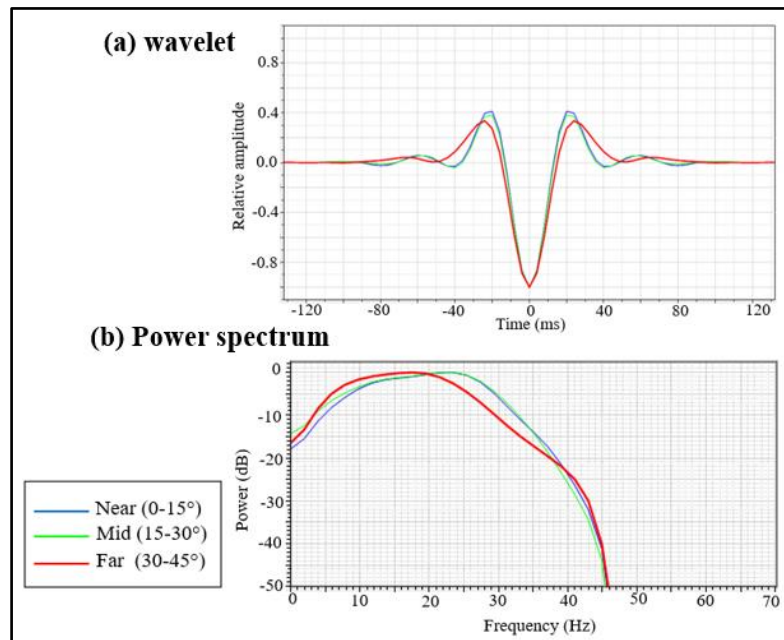 (a) wavelet
Relative amplitude
0.8
0.4
0.0
-0.4
-0.8
-120
-80
-40
0
40
80
120
Time (ms)
(b) Power spectrum
Power (dB)
0
-10
-20
-30
-40
-50
0
10
20
30
40
50
60
70
Frequency (Hz)
Near (0-15°)
Mid (15-30°)
Far (30-45°)